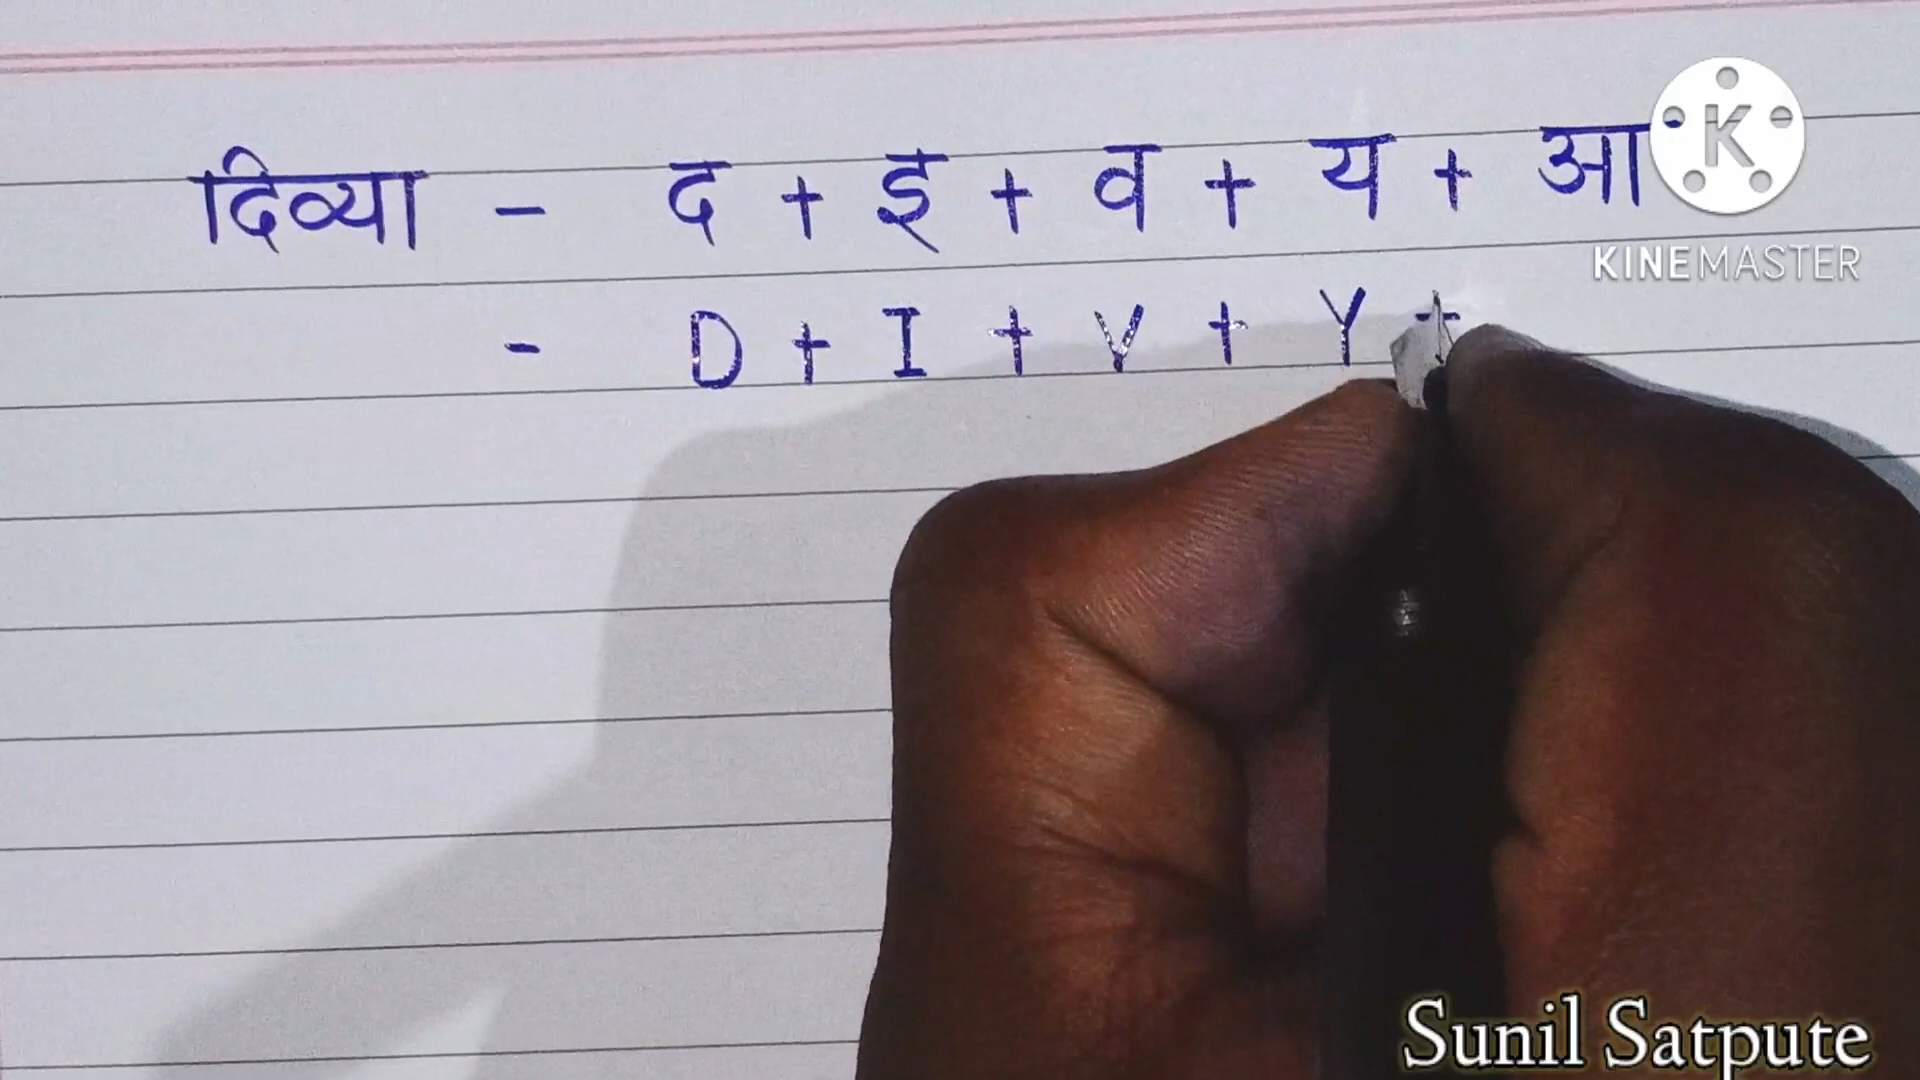 दिव्या - द + इ + व + य + आ
- D + I + V + Y +
K
KINEMASTER
Sunil Satpute